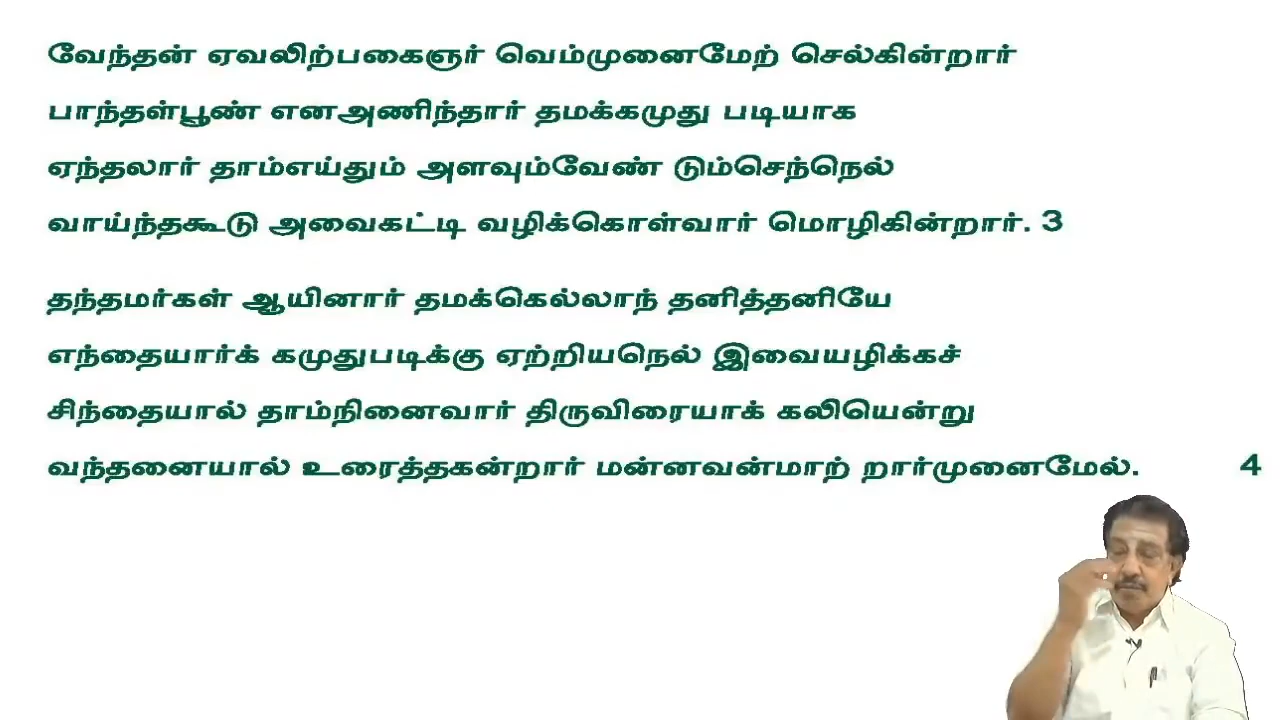 வேந்தன் ஏவலிற்பகைஞர் வெம்முனைமேற் செல்கின்றார்
பாந்தள்பூண் எனஅணிந்தார் தமக்கமுது படியாக
ஏந்தலார் தாம்எய்தும் அளவும்வேண் டும்செந்நெல்
வாய்ந்தகூடு அவைகட்டி வழிக்கொள்வார் மொழிகின்றார். 3
தந்தமர்கள் ஆயினார் தமக்கெல்லாந் தனித்தனியே
எந்தையார்க் கமுதுபடிக்கு ஏற்றியநெல் இவையழிக்கச்
சிந்தையால் தாம்நினைவார் திருவிரையாக் கலியென்று
வந்தனையால் உரைத்தகன்றார் மன்னவன்மாற் றார்முனைமேல். 4